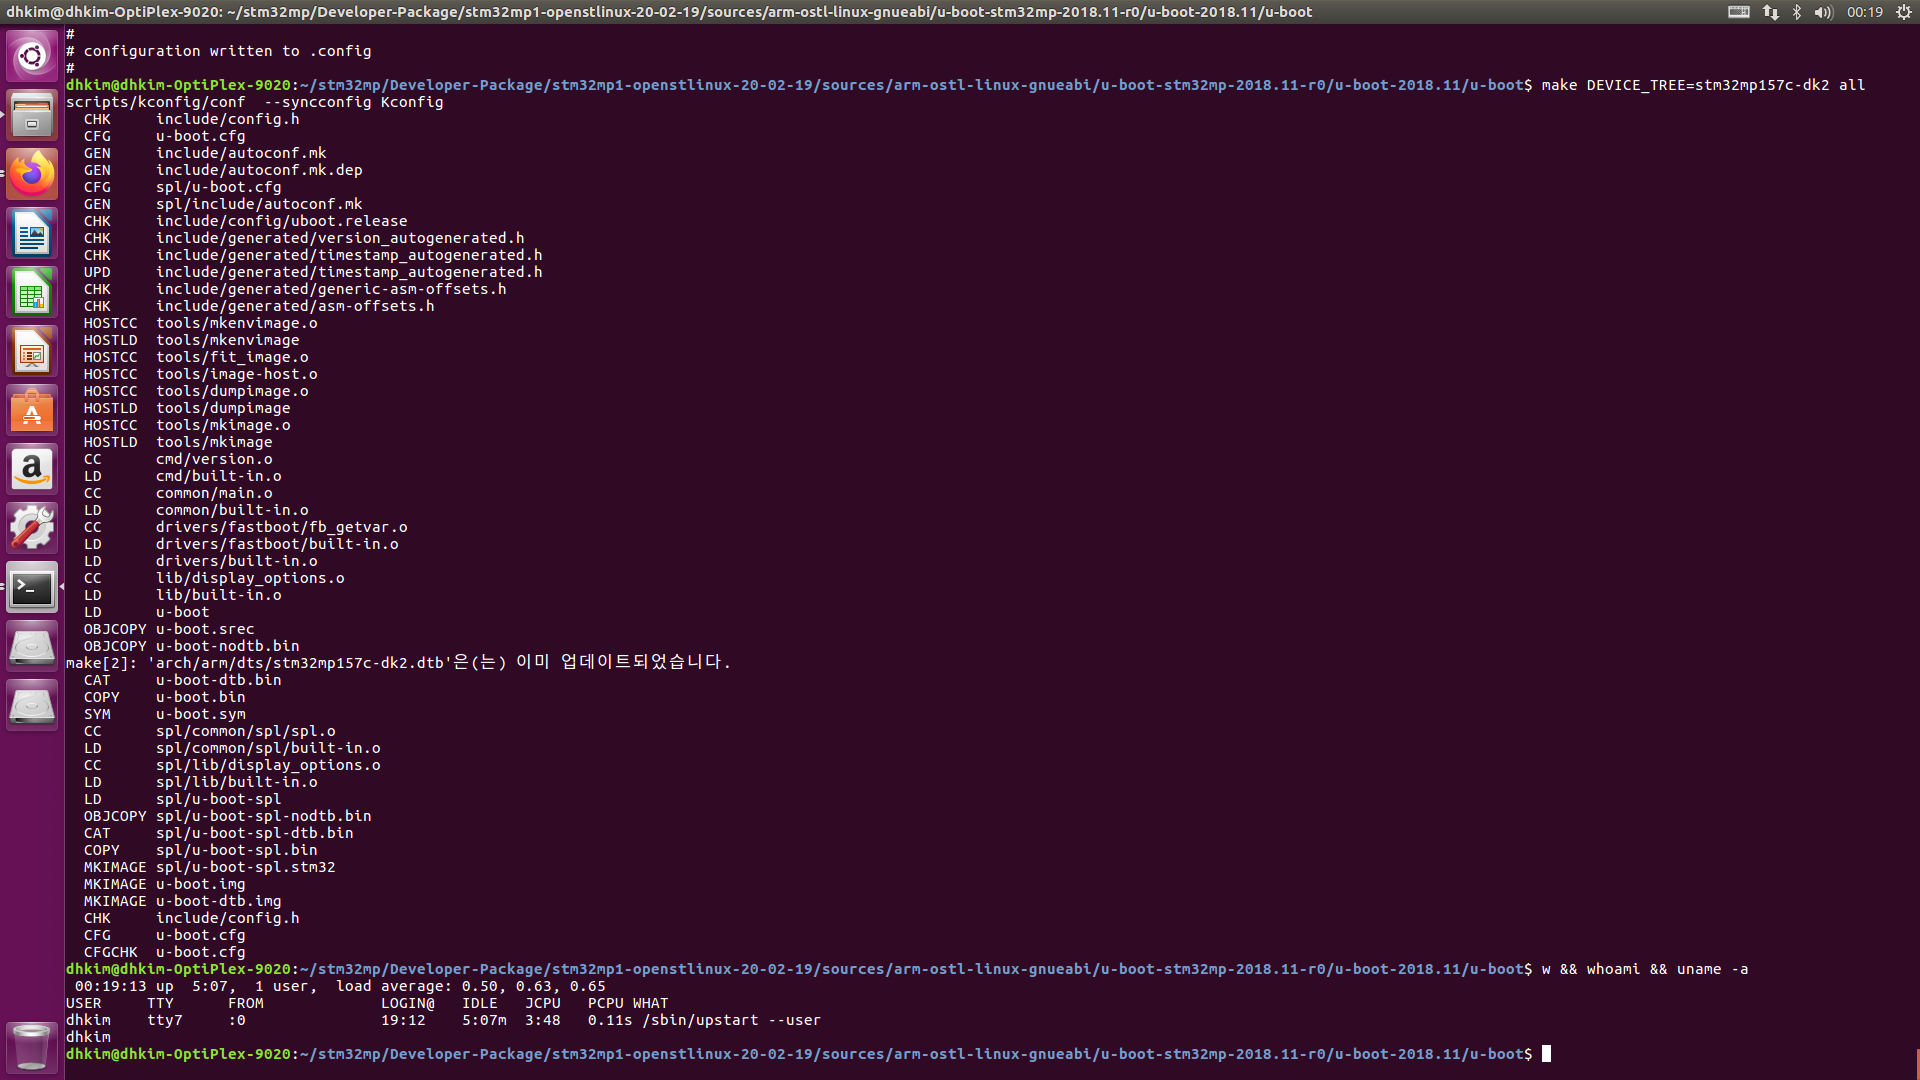 dhkim@dhkim-OptiPlex-9020: ~/stm32mp/Developer-Package/stm32mp1-openstlinux-20-02-19/sources/arm-ostl-linux-gnueabi/u-boot-stm32mp-2018.11-r0/u-boot-2018.11/u-boot 00:19
#
# configuration written to .config
#
dhkim@dhkim-OptiPlex-9020:~/stm32mp/Developer-Package/stm32mp1-openstlinux-20-02-19/sources/arm-ostl-linux-gnueabi/u-boot-stm32mp-2018.11-r0/u-boot-2018.11/u-boot$ make DEVICE_TREE=stm32mp157c-dk2 all
scripts/kconfig/conf  --syncconfig Kconfig
  CHK     include/config.h
  CFG     u-boot.cfg
  GEN     include/autoconf.mk
  GEN     include/autoconf.mk.dep
  CFG     spl/u-boot.cfg
  GEN     spl/include/autoconf.mk
  CHK     include/config/uboot.release
  CHK     include/generated/version_autogenerated.h
  CHK     include/generated/timestamp_autogenerated.h
  UPD     include/generated/timestamp_autogenerated.h
  CHK     include/generated/generic-asm-offsets.h
  CHK     include/generated/asm-offsets.h
  HOSTCC  tools/mkenvimage.o
  HOSTLD  tools/mkenvimage
  HOSTCC  tools/fit_image.o
  HOSTCC  tools/image-host.o
  HOSTCC  tools/dumpimage.o
  HOSTLD  tools/dumpimage
  HOSTCC  tools/mkimage.o
  HOSTLD  tools/mkimage
  CC      cmd/version.o
  LD      cmd/built-in.o
  CC      common/main.o
  LD      common/built-in.o
  CC      drivers/fastboot/fb_getvar.o
  LD      drivers/fastboot/built-in.o
  LD      drivers/built-in.o
  CC      lib/display_options.o
  LD      lib/built-in.o
  LD      u-boot
  OBJCOPY u-boot.srec
  OBJCOPY u-boot-nodtb.bin
make[2]: 'arch/arm/dts/stm32mp157c-dk2.dtb'은(는) 이미 업데이트되었습니다.
  CAT     u-boot-dtb.bin
  COPY    u-boot.bin
  SYM     u-boot.sym
  CC      spl/common/spl/spl.o
  LD      spl/common/spl/built-in.o
  CC      spl/lib/display_options.o
  LD      spl/lib/built-in.o
  LD      spl/u-boot-spl
  OBJCOPY spl/u-boot-spl-nodtb.bin
  CAT     spl/u-boot-spl-dtb.bin
  COPY    spl/u-boot-spl.bin
  MKIMAGE spl/u-boot-spl.stm32
  MKIMAGE u-boot.img
  MKIMAGE u-boot-dtb.img
  CHK     include/config.h
  CFG     u-boot.cfg
  CFGCHK  u-boot.cfg
dhkim@dhkim-OptiPlex-9020:~/stm32mp/Developer-Package/stm32mp1-openstlinux-20-02-19/sources/arm-ostl-linux-gnueabi/u-boot-stm32mp-2018.11-r0/u-boot-2018.11/u-boot$ w && whoami && uname -a
 00:19:13 up  5:07,  1 user,  load average: 0.50, 0.63, 0.65
USER     TTY      FROM             LOGIN@   IDLE   JCPU   PCPU WHAT
dhkim    tty7     :0               19:12    5:07m  3:48   0.11s /sbin/upstart --user
dhkim
dhkim@dhkim-OptiPlex-9020:~/stm32mp/Developer-Package/stm32mp1-openstlinux-20-02-19/sources/arm-ostl-linux-gnueabi/u-boot-stm32mp-2018.11-r0/u-boot-2018.11/u-boot$